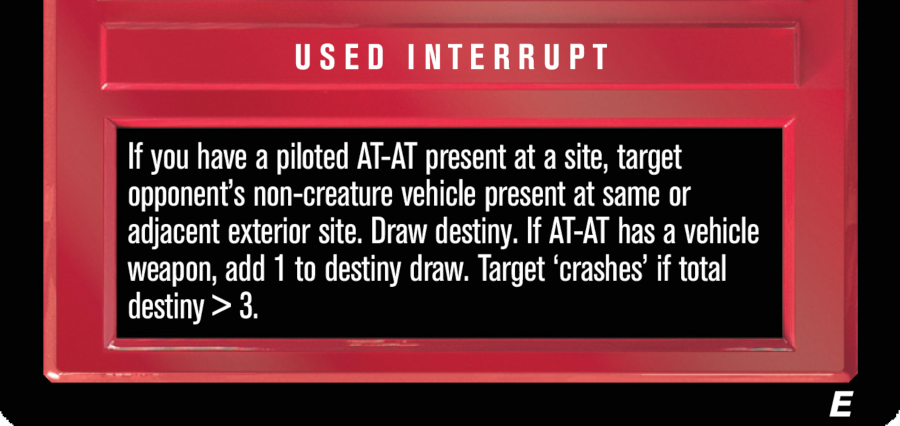 USED INTERRUPT
If you have a piloted AT-AT present at a site, target
opponent's non-creature vehicle present at same or
adjacent exterior site. Draw destiny. If AT-AT has a vehicle
weapon, add 1 to destiny draw. Target ‘crashes’ if total
destiny > 3.
E